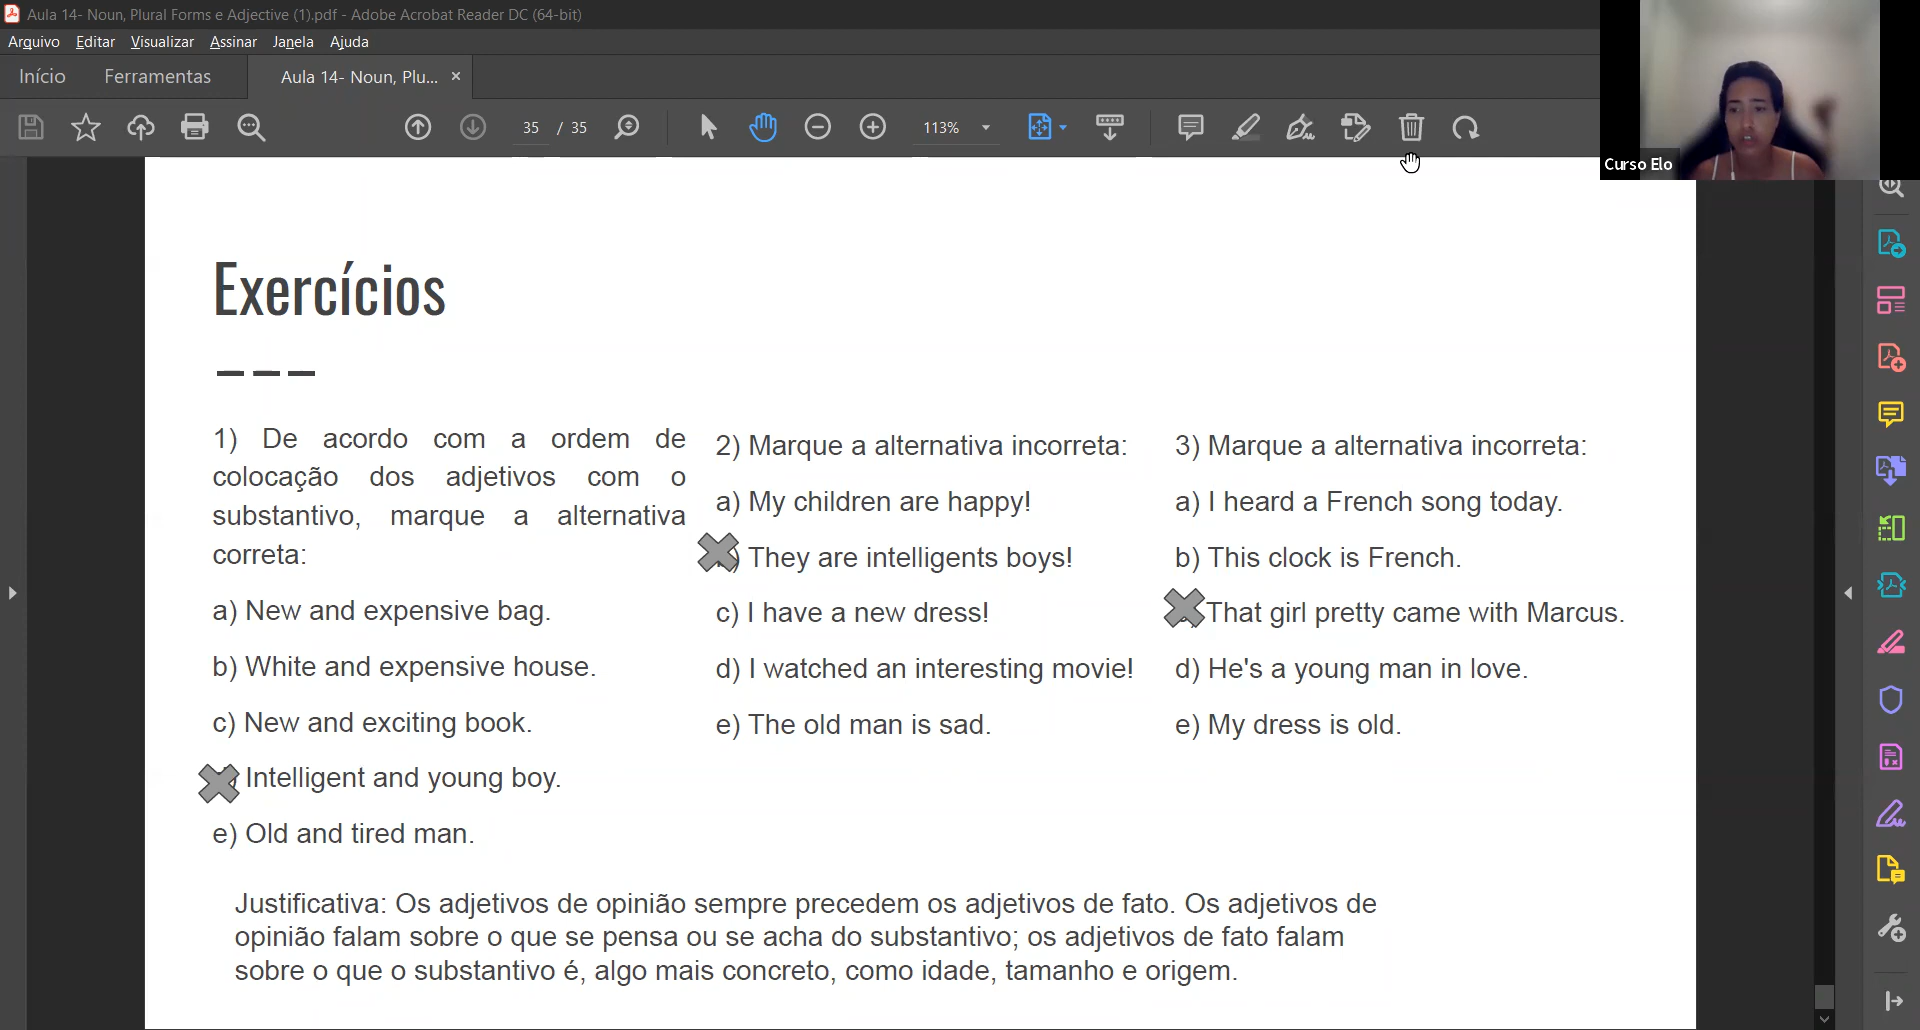 Aula 14- Noun, Plural Forms e Adjective (1).pdf - Adobe Acrobat Reader DC (64-bit)
Arquivo Editar Visualizar Assinar Janela Ajuda
Início Ferramentas Aula 14- Noun, Plu... ×
35 / 35 113%
Curso Elo
Exercícios
1) De acordo com a ordem de
colocação dos adjetivos com o
substantivo, marque a alternativa
correta:
a) New and expensive bag.
b) White and expensive house.
c) New and exciting book.
Intelligent and young boy.
e) Old and tired man.
2) Marque a alternativa incorreta:
a) My children are happy!
They are intelligents boys!
c) I have a new dress!
d) I watched an interesting movie!
e) The old man is sad.
3) Marque a alternativa incorreta:
a) I heard a French song today.
b) This clock is French.
That girl pretty came with Marcus.
d) He's a young man in love.
e) My dress is old.
Justificativa: Os adjetivos de opinião sempre precedem os adjetivos de fato. Os adjetivos de
opinião falam sobre o que se pensa ou se acha do substantivo; os adjetivos de fato falam
sobre o que o substantivo é, algo mais concreto, como idade, tamanho e origem.